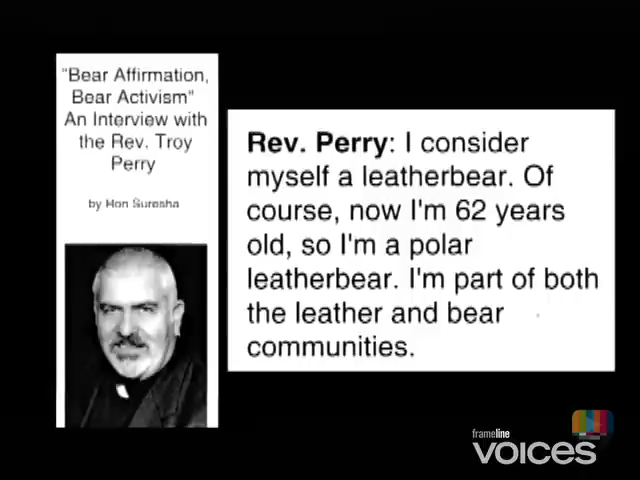 "Bear Affirmation,
Bear Activism"
An Interview with
the Rev. Troy
Perry
by Ron Suresha
Rev. Perry: I consider
myself a leatherbear. Of
course, now I'm 62 years
old, so I'm a polar
leatherbear. I'm part of both
the leather and bear
communities.
frameline
VOICES